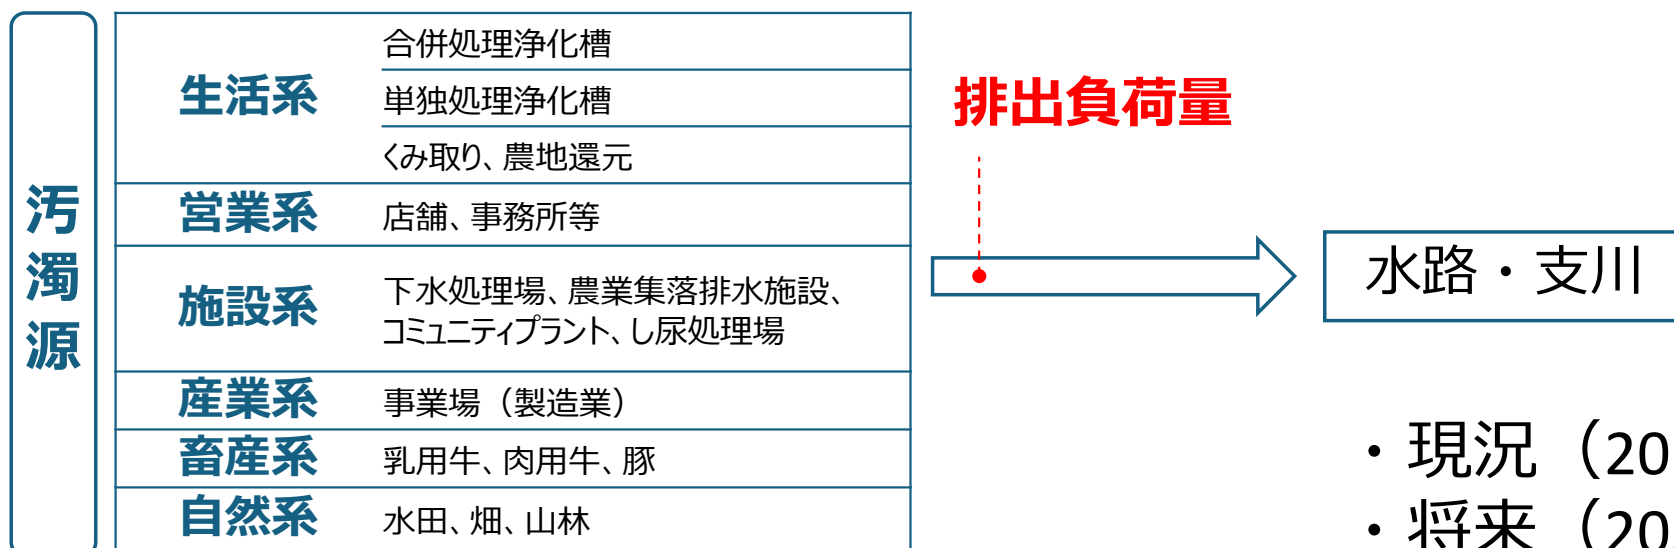 汚濁源
生活系
合併処理浄化槽
単独処理浄化槽
くみ取り、農地還元
営業系
店舗、事務所等
施設系
下水処理場、農業集落排水施設、
コミュニティプラント、し尿処理場
産業系
事業場（製造業）
畜産系
乳用牛、肉用牛、豚
自然系
水田、畑、山林
排出負荷量
水路・支川
・現況（20
・将来（20